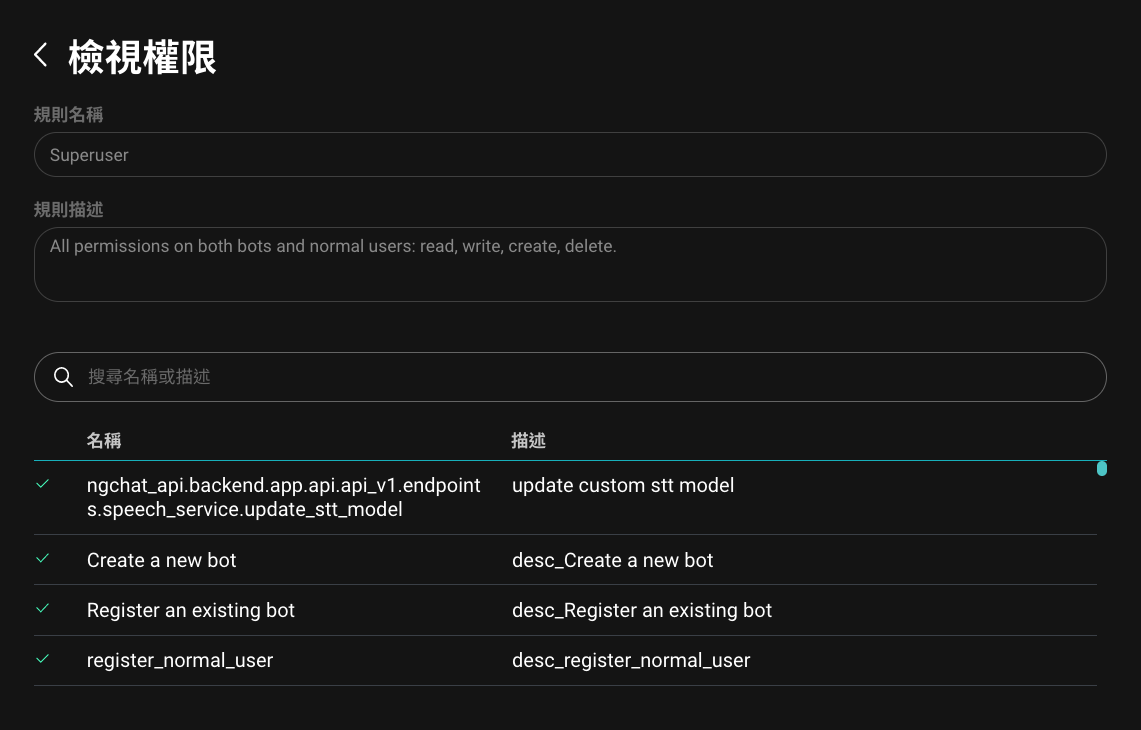 檢視權限
規則名稱
Superuser
規則描述
All permissions on both bots and normal users: read, write, create, delete.
搜尋名稱或描述
名稱 描述
ngchat_api.backend.app.api.api_v1.endpoint update custom stt model
s.speech_service.update_stt_model
Create a new bot desc_Create a new bot
Register an existing bot desc_Register an existing bot
register_normal_user desc_register_normal_user